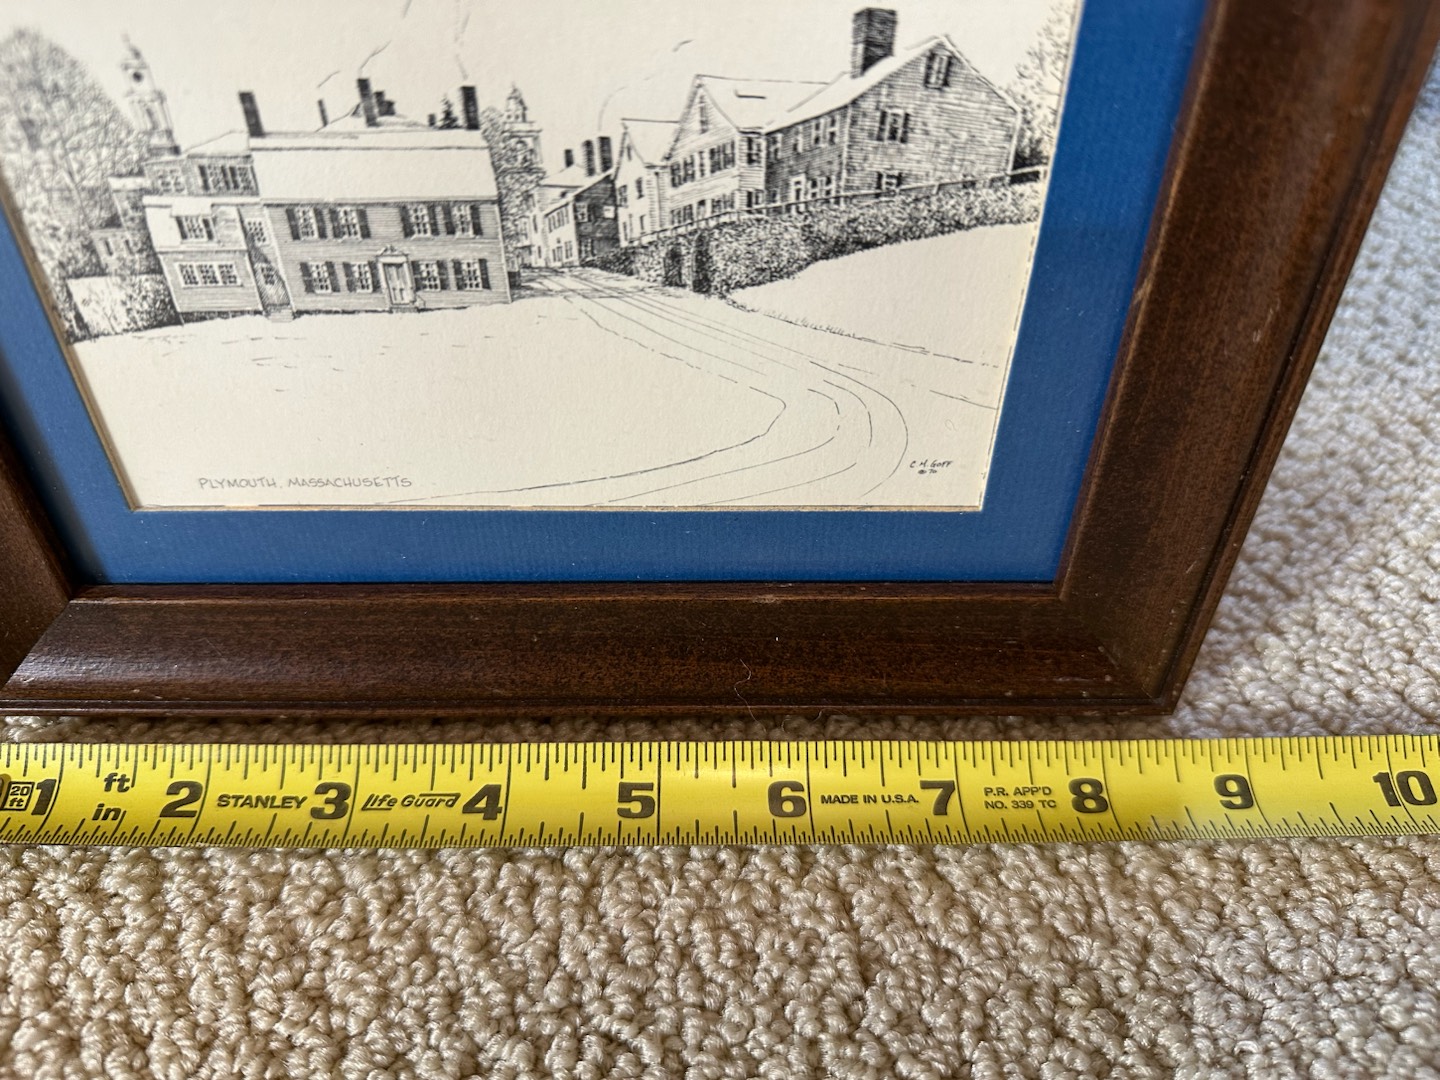 PLYMOUTH, MASSACHUSETTS
C. H. GOFF
©70
20 ft 1 ft in 2 STANLEY 3 Life Guard 4 5 6 MADE IN U.S.A. 7 P.R. APP'D NO. 339 TC 8 9 10